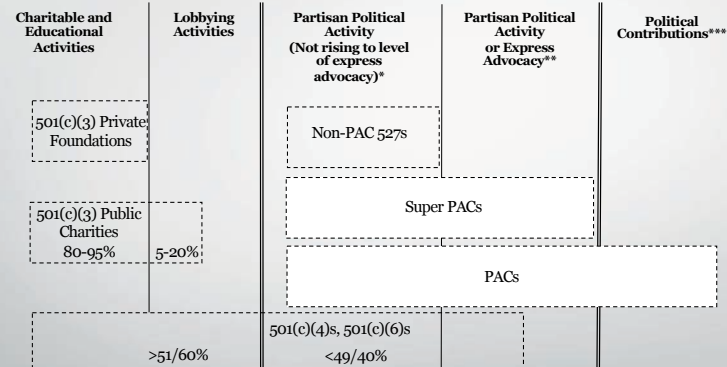 Charitable and
Educational
Activities
Lobbying
Activities
Partisan Political
Activity
(Not rising to level
of express
advocacy)*
Partisan Political
Activity
or Express
Advocacy**
Political
Contributions***
501(c)(3) Private
Foundations
Non-PAC 527s
501(c)(3) Public
Charities
80-95%
5-20%
Super PACs
PACs
501(c)(4)s, 501(c)(6)s
>51/60%
<49/40%